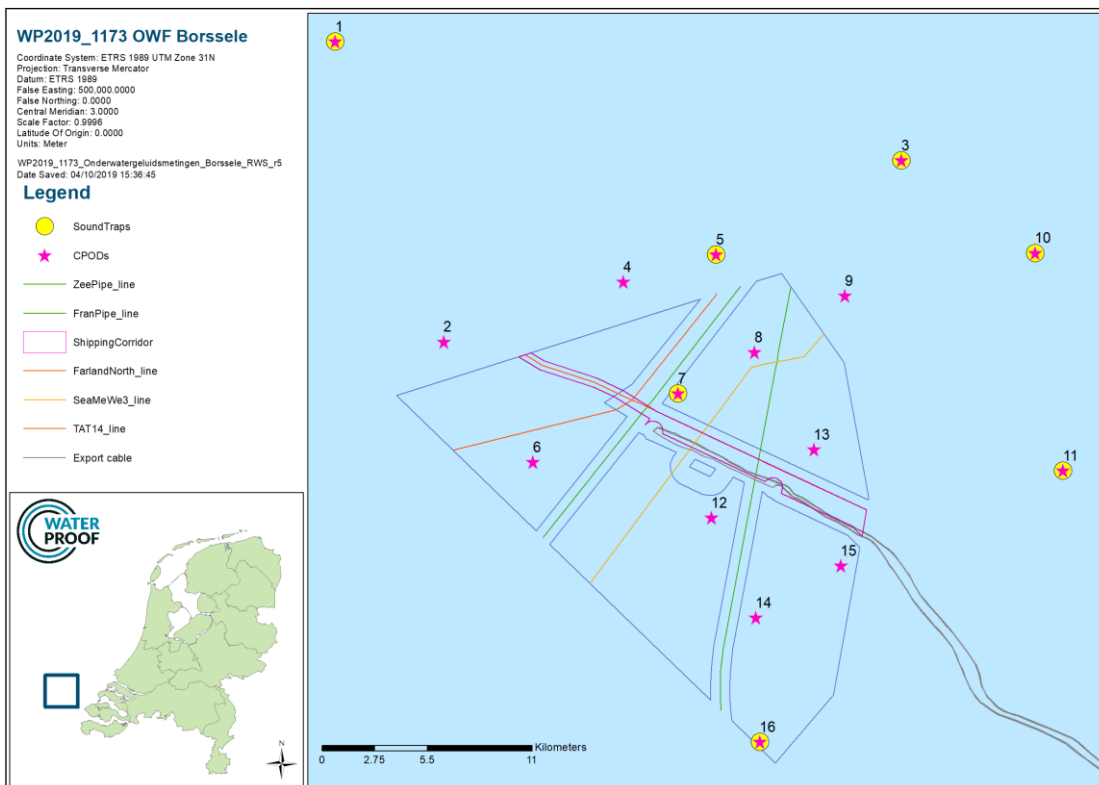 WP2019_1173 OWF Borssele
Coordinate System: ETRS 1989 UTM Zone 31N
Projection: Transverse Mercator
Datum: ETRS 1989
False Easting: 500,000.0000
False Northing: 0.0000
Central Meridian: 3.0000
Scale Factor: 0.9996
Latitude Of Origin: 0.0000
Units: Meter
WP2019_1173_Onderwatergeluidsmetingen_Borssele_RWS_r5
Date Saved: 04/10/2019 15:36:45
Legend
SoundTraps
CPODs
ZeePipe_line
FranPipe_line
ShippingCorridor
FarlandNorth_line
SeaMeWe3_line
TAT14_line
Export cable
WATER
PROOF
N
1
3
5
10
4
9
2
8
7
13
6
11
12
15
14
16
Kilometers
0
2.75
5.5
11